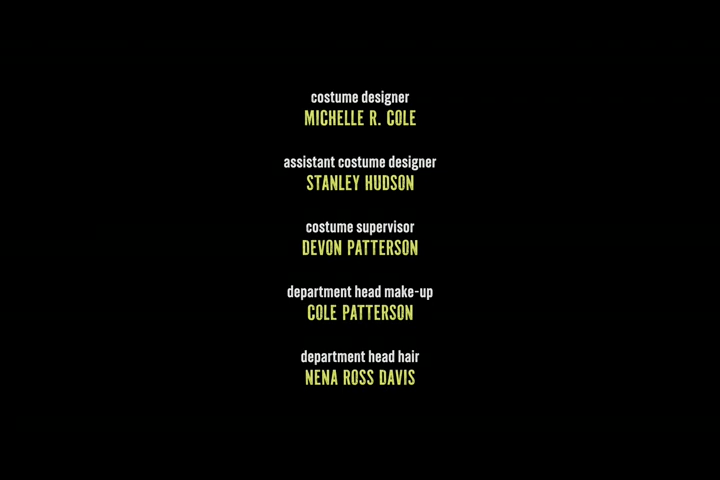 costume designer
MICHELLE R. COLE
assistant costume designer
STANLEY HUDSON
costume supervisor
DEVON PATTERSON
department head make-up
COLE PATTERSON
department head hair
NENA ROSS DAVIS